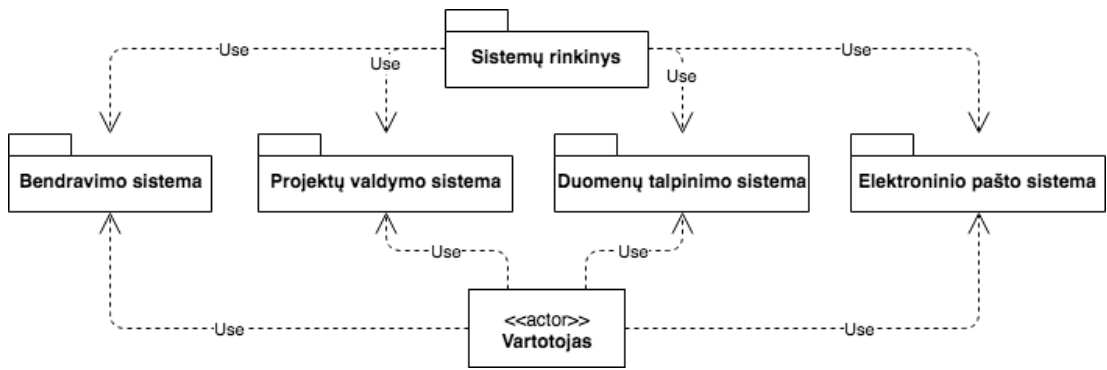 Sistemų rinkinys
Use
Use
Use
Use
Bendravimo sistema
Projektų valdymo sistema
Duomenų talpinimo sistema
Elektroninio pašto sistema
Use
Use
Use
Use
<<actor>>
Vartotojas